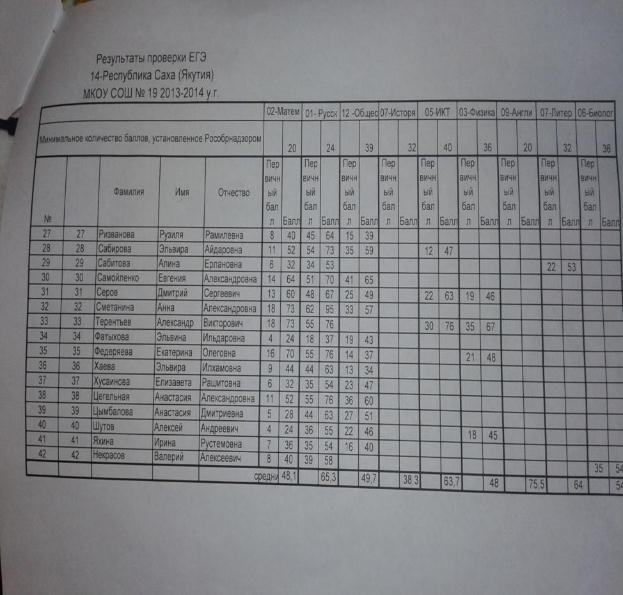 Результаты проверки ЕГЭ
14-Республика Саха (Якутия)
МКОУ СОШ № 19 2013-2014 у.г.
02-Матем 01- Русск 12 -Общес 07-Исторя 05-ИКТ 03-Физика 09-Англи 07-Литер 06-Биолог
Минимальное количество баллов, установленное Рособрнадзором 20 24 39 32 40 36 20 32 36
№ Фамилия Имя Отчество Первичный балл Балл Первичный балл Балл Первичный балл Балл Первичный балл Балл Первичный балл Балл Первичный балл Балл Первичный балл Балл Первичный балл Балл Первичный балл Балл
27 27 Ризванова Рузиля Рамилевна 8 40 45 64 15 39
28 28 Сабирова Эльвира Айдаровна 11 52 54 73 35 59 12 47
29 29 Сабитова Алина Ерлановна 6 32 34 53 22 53
30 30 Самойленко Евгения Александровна 14 64 51 70 41 65
31 31 Серов Дмитрий Сергеевич 13 60 48 67 25 49 22 63 19 46
32 32 Сметанина Анна Александровна 18 73 62 95 33 57
33 33 Терентьев Александр Викторович 18 73 55 76 30 76 35 67
34 34 Фатыхова Эльвина Ильдаровна 4 24 18 37 19 43
35 35 Федеряева Екатерина Олеговна 16 70 55 76 14 37 21 48
36 36 Хаева Эльвира Илхамовна 9 44 44 63 13 34
37 37 Хусаинова Елизавета Рашитовна 6 32 35 54 23 47
38 38 Цегельная Анастасия Александровна 11 52 55 76 36 60
39 39 Цымбалова Анастасия Дмитриевна 5 28 44 63 27 51
40 40 Шутов Алексей Андреевич 4 24 36 55 22 46 18 45
41 41 Яхина Ирина Рустемовна 7 36 35 54 16 40
42 42 Некрасов Валерий Алексеевич 8 40 39 58 35 54
средни 48,1 65,3 49,7 38,3 63,7 48 75,5 64 54